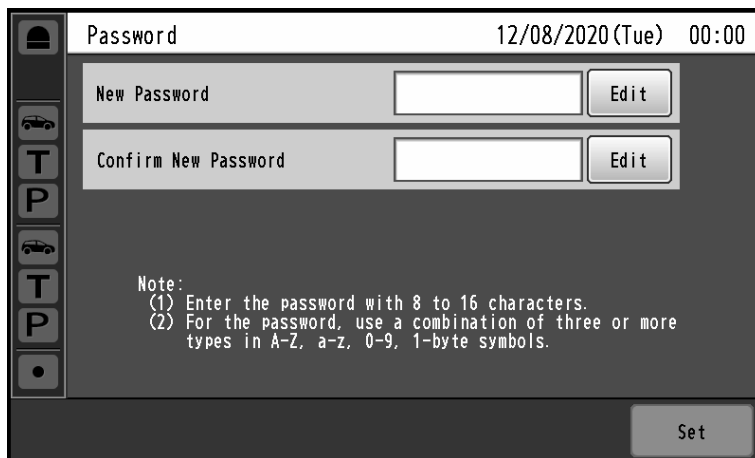 Password 12/08/2020(Tue) 00:00
New Password Edit
Confirm New Password Edit
T
P
T
P
Note:
(1) Enter the password with 8 to 16 characters.
(2) For the password, use a combination of three or more
types in A-Z, a-z, 0-9, 1-byte symbols.
Set